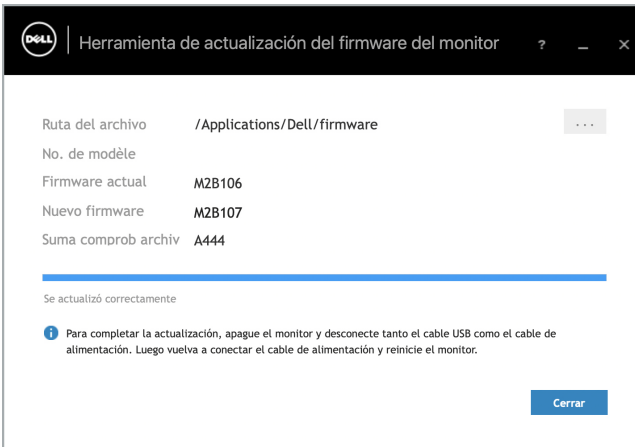 DELL
Herramienta de actualización del firmware del monitor ? _ ×
Ruta del archivo /Applications/Dell/firmware ...
No. de modèle
Firmware actual M2B106
Nuevo firmware M2B107
Suma comprob archiv A444
Se actualizó correctamente
Para completar la actualización, apague el monitor y desconecte tanto el cable USB como el cable de
alimentación. Luego vuelva a conectar el cable de alimentación y reinicie el monitor.
Cerrar